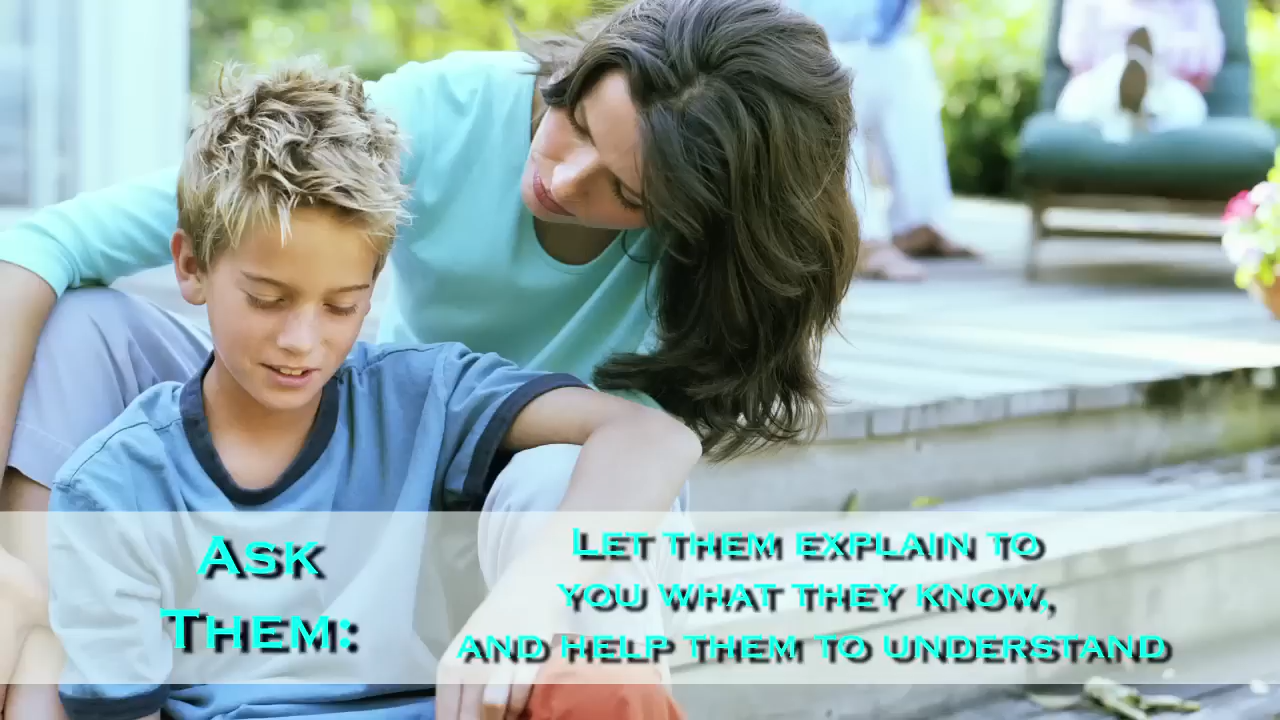 Ask
Them:
Let them explain to
you what they know,
and help them to understand